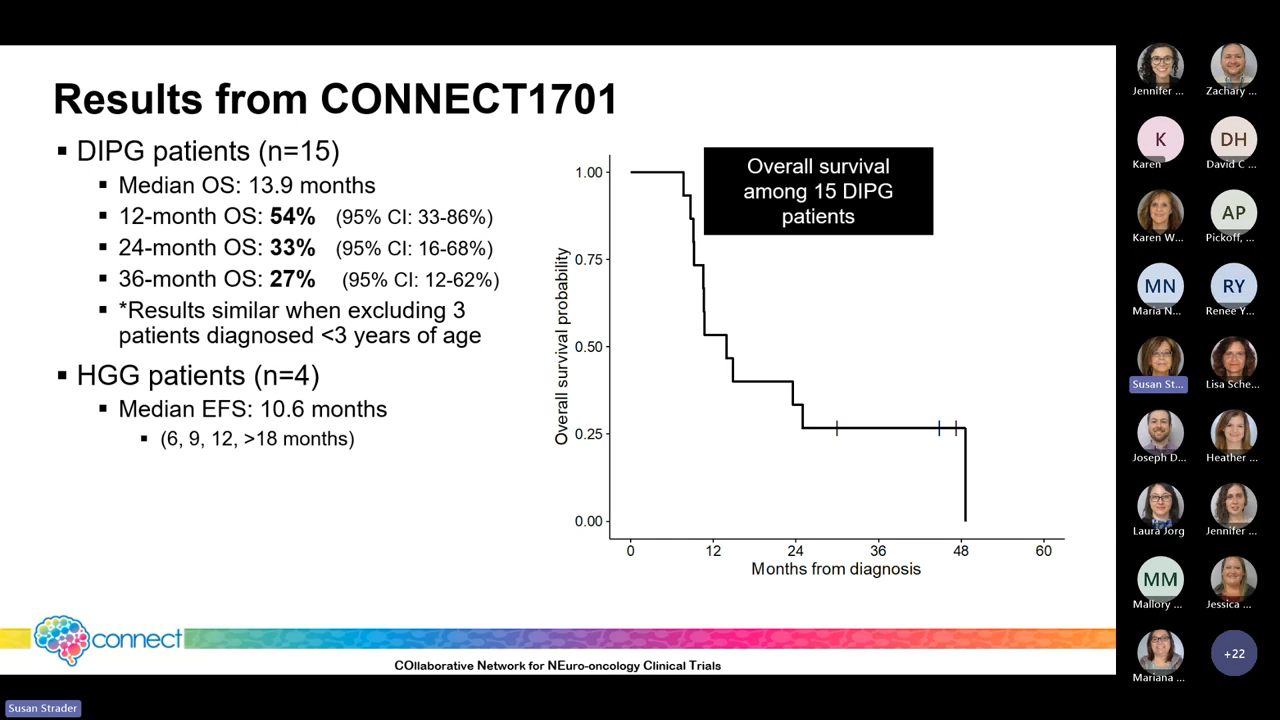 Results from CONNECT1701
▪ DIPG patients (n=15)
▪ Median OS: 13.9 months
▪ 12-month OS: 54% (95% CI: 33-86%)
▪ 24-month OS: 33% (95% CI: 16-68%)
▪ 36-month OS: 27% (95% CI: 12-62%)
▪ *Results similar when excluding 3
patients diagnosed <3 years of age
▪ HGG patients (n=4)
▪ Median EFS: 10.6 months
▪ (6, 9, 12, >18 months)
Overall survival
among 15 DIPG
patients
Overall survival probability
1.00
0.75
0.50
0.25
0.00
0 12 24 36 48 60
Months from diagnosis
connect
COllaborative Network for NEuro-oncology Clinical Trials
Susan Strader
Jennifer ...
Zachary ...
K
Karen
DH
David C ...
Karen W...
AP
Pickoff, ...
MN
Maria N...
RY
Renee Y...
Susan St...
Lisa Sche...
Joseph D...
Heather ...
Laura Jorg
Jennifer ...
MM
Mallory ...
Jessica ...
Mariana ...
+22